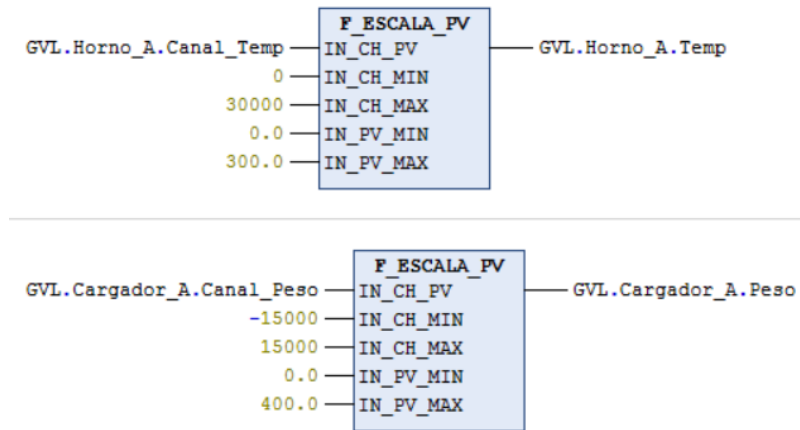 F_ESCALA_PV
GVL.Horno_A.Canal_Temp IN_CH_PV GVL.Horno_A.Temp
0 IN_CH_MIN
30000 IN_CH_MAX
0.0 IN_PV_MIN
300.0 IN_PV_MAX
F_ESCALA_PV
GVL.Cargador_A.Canal_Peso IN_CH_PV GVL.Cargador_A.Peso
-15000 IN_CH_MIN
15000 IN_CH_MAX
0.0 IN_PV_MIN
400.0 IN_PV_MAX